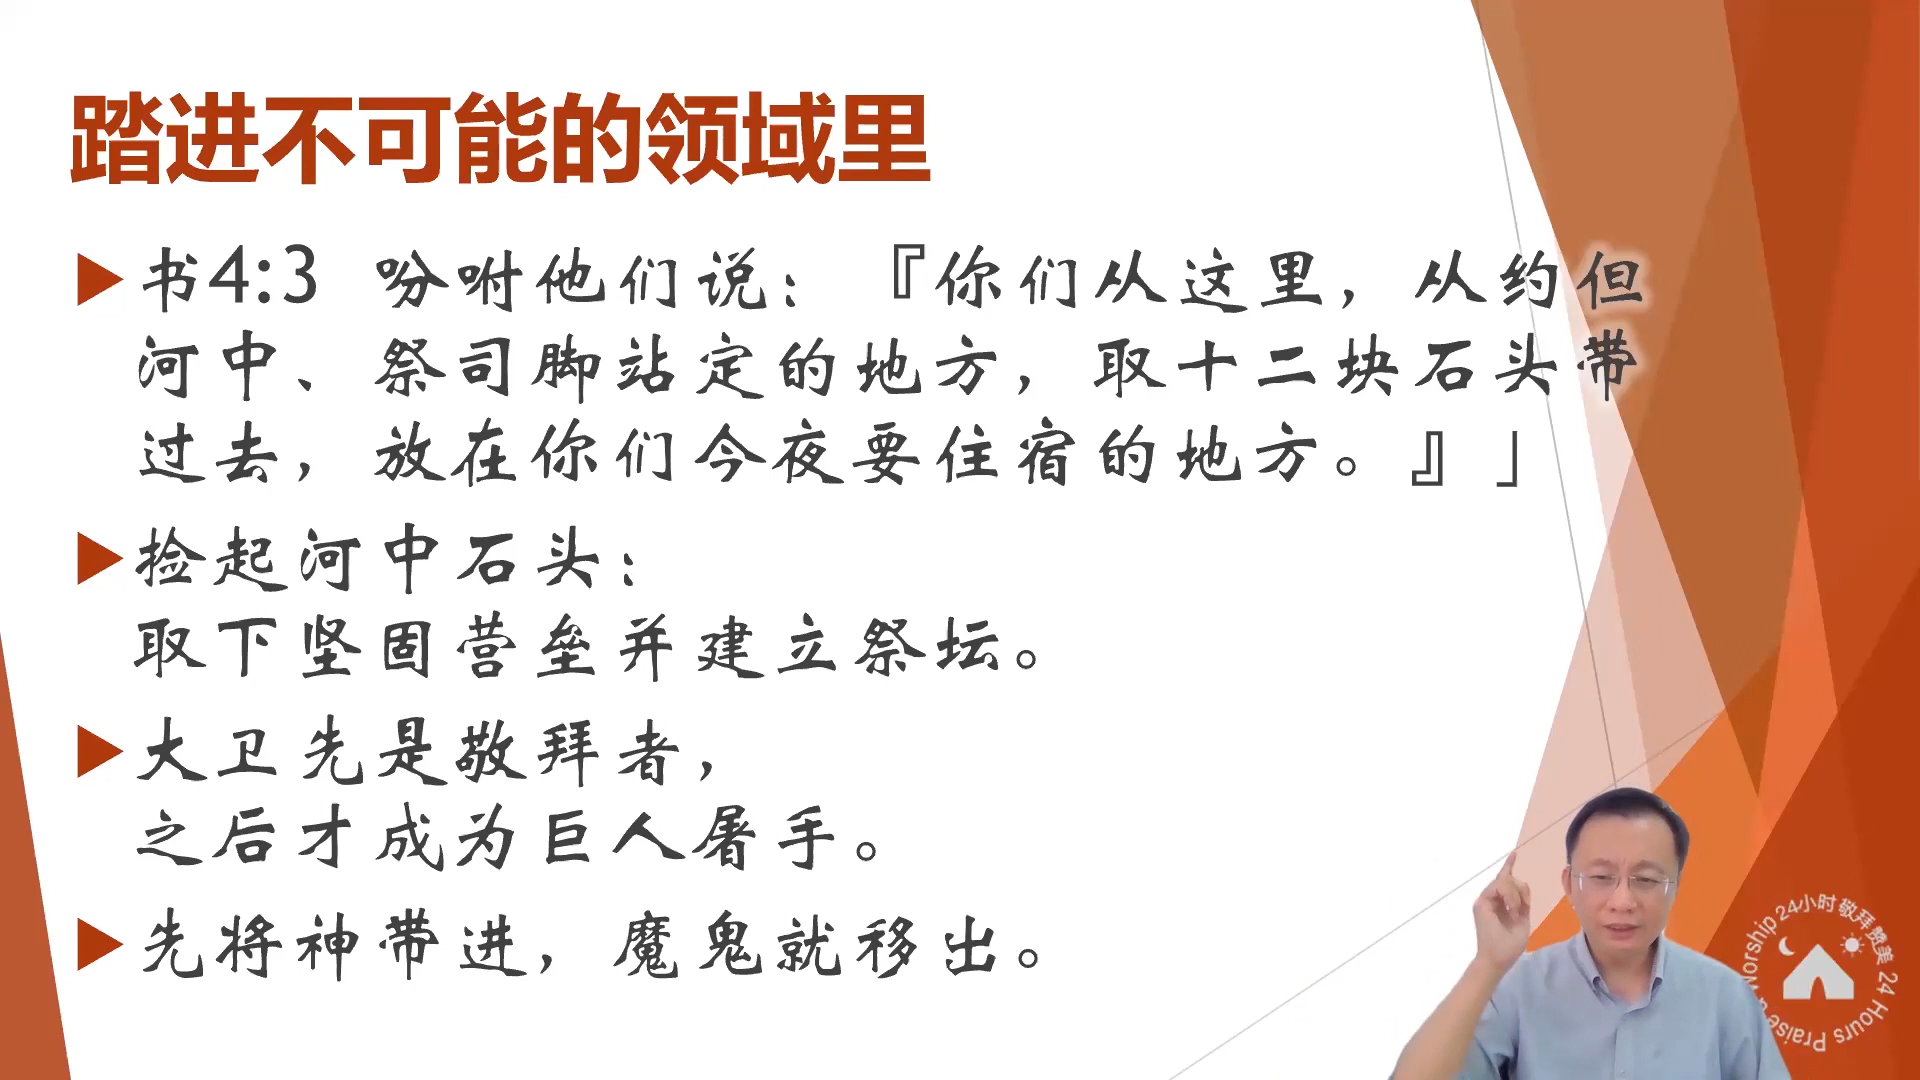 踏进不可能的领域里
书4:3 吩咐他们说：『你们从这里，从约但
河中、祭司脚站定的地方，取十二块石头带
过去，放在你们今夜要住宿的地方。』」
捡起河中石头：
取下坚固营垒并建立祭坛。
大卫先是敬拜者，
之后才成为巨人屠手。
先将神带进，魔鬼就移出。
24小时敬拜赞美 24 Hours Praise & Worship